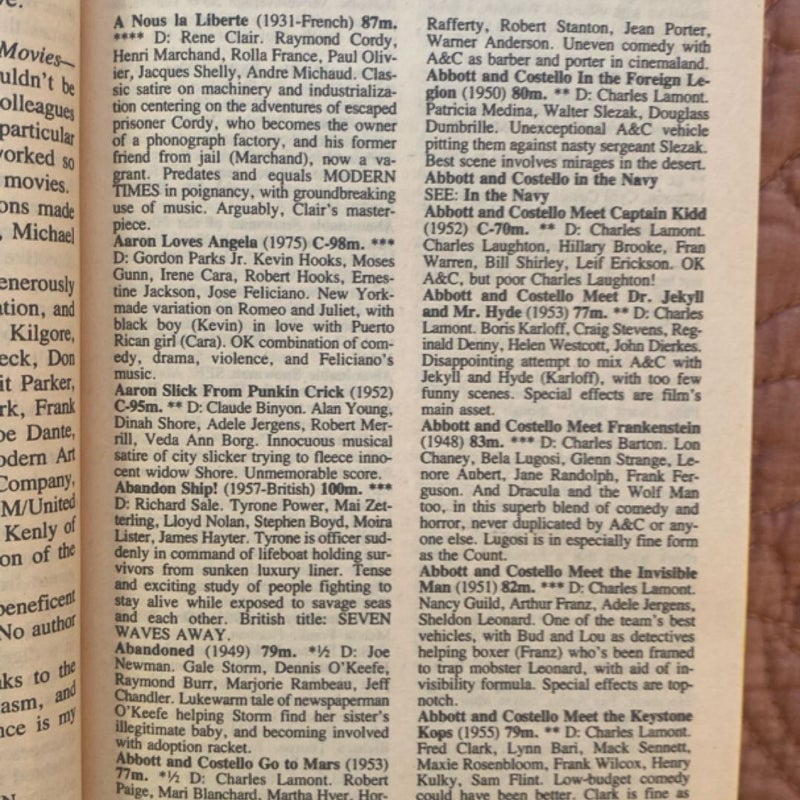 Movies—
uldn't be
olleagues
particular
vorked so
movies.
ons made
, Michael
enerously
ation, and
Kilgore,
eck, Don
it Parker,
rk, Frank
oe Dante,
odern Art
Company,
M/United
Kenly of
on of the
beneficent
No author
ks to the
asm, and
nce is my
A Nous la Liberte (1931-French) 87m.
**** D: Rene Clair. Raymond Cordy,
Henri Marchand, Rolla France, Paul Oliv-
ier, Jacques Shelly, Andre Michaud. Clas-
sic satire on machinery and industrializa-
tion centering on the adventures of escaped
prisoner Cordy, who becomes the owner
of a phonograph factory, and his former
friend from jail (Marchand), now a va-
grant. Predates and equals MODERN
TIMES in poignancy, with groundbreaking
use of music. Arguably, Clair's master-
piece.
Aaron Loves Angela (1975) C-98m. ***
D: Gordon Parks Jr. Kevin Hooks, Moses
Gunn, Irene Cara, Robert Hooks, Ernes-
tine Jackson, Jose Feliciano. New York-
made variation on Romeo and Juliet, with
black boy (Kevin) in love with Puerto
Rican girl (Cara). OK combination of com-
edy, drama, violence, and Feliciano's
music.
Aaron Slick From Punkin Crick (1952)
C-95m. ** D: Claude Binyon. Alan Young,
Dinah Shore, Adele Jergens, Robert Mer-
rill, Veda Ann Borg. Innocuous musical
satire of city slicker trying to fleece inno-
cent widow Shore. Unmemorable score.
Abandon Ship! (1957-British) 100m. ***
D: Richard Sale. Tyrone Power, Mai Zet-
terling, Lloyd Nolan, Stephen Boyd, Moira
Lister, James Hayter. Tyrone is officer sud-
denly in command of lifeboat holding sur-
vivors from sunken luxury liner. Tense
and exciting study of people fighting to
stay alive while exposed to savage seas
and each other. British title: SEVEN
WAVES AWAY.
Abandoned (1949) 79m. *½ D: Joe
Newman. Gale Storm, Dennis O'Keefe,
Raymond Burr, Marjorie Rambeau, Jeff
Chandler. Lukewarm tale of newspaperman
O'Keefe helping Storm find her sister's
illegitimate baby, and becoming involved
with adoption racket.
Abbott and Costello Go to Mars (1953)
77m. *½ D: Charles Lamont. Robert
Paige, Mari Blanchard, Martha Hyer, Hor-
Rafferty, Robert Stanton, Jean Porter,
Warner Anderson. Uneven comedy with
A&C as barber and porter in cinemaland.
Abbott and Costello In the Foreign Le-
gion (1950) 80m. ** D: Charles Lamont.
Patricia Medina, Walter Slezak, Douglass
Dumbrille. Unexceptional A&C vehicle
pitting them against nasty sergeant Slezak.
Best scene involves mirages in the desert.
Abbott and Costello in the Navy
SEE: In the Navy
Abbott and Costello Meet Captain Kidd
(1952) C-70m. ** D: Charles Lamont.
Charles Laughton, Hillary Brooke, Fran
Warren, Bill Shirley, Leif Erickson. OK
A&C, but poor Charles Laughton!
Abbott and Costello Meet Dr. Jekyll
and Mr. Hyde (1953) 77m. ** D: Charles
Lamont. Boris Karloff, Craig Stevens, Reg-
inald Denny, Helen Westcott, John Dierkes.
Disappointing attempt to mix A&C with
Jekyll and Hyde (Karloff), with too few
funny scenes. Special effects are film's
main asset.
Abbott and Costello Meet Frankenstein
(1948) 83m. *** D: Charles Barton. Lon
Chaney, Bela Lugosi, Glenn Strange, Le-
nore Aubert, Jane Randolph, Frank Fer-
guson. And Dracula and the Wolf Man
too, in this superb blend of comedy and
horror, never duplicated by A&C or any-
one else. Lugosi is in especially fine form
as the Count.
Abbott and Costello Meet the Invisible
Man (1951) 82m. *** D: Charles Lamont.
Nancy Guild, Arthur Franz, Adele Jergens,
Sheldon Leonard. One of the team's best
vehicles, with Bud and Lou as detectives
helping boxer (Franz) who's been framed
to trap mobster Leonard, with aid of in-
visibility formula. Special effects are top-
notch.
Abbott and Costello Meet the Keystone
Kops (1955) 79m. ** D: Charles Lamont.
Fred Clark, Lynn Bari, Mack Sennett,
Maxie Rosenbloom, Frank Wilcox, Henry
Kulky, Sam Flint. Low-budget comedy
could have been better. Clark is fine as